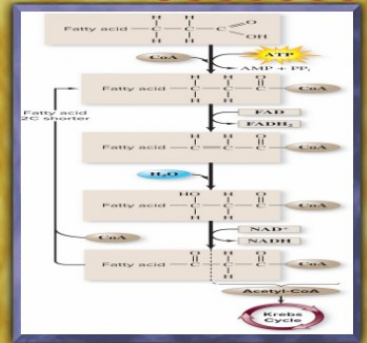 H H
Fatty acid — C — C — C O
H H OH
CoA
ATP
AMP + PPi
H H O
Fatty acid — C — C — C — CoA
H H
Fatty acid
2C shorter
FAD
FADH₂
H O
Fatty acid — C = C — C — CoA
H
H₂O
HO H O
Fatty acid — C — C — C — CoA
H H
NAD⁺
CoA
NADH
O H O
Fatty acid — C — C — C — CoA
H
Acetyl-CoA
Krebs
Cycle